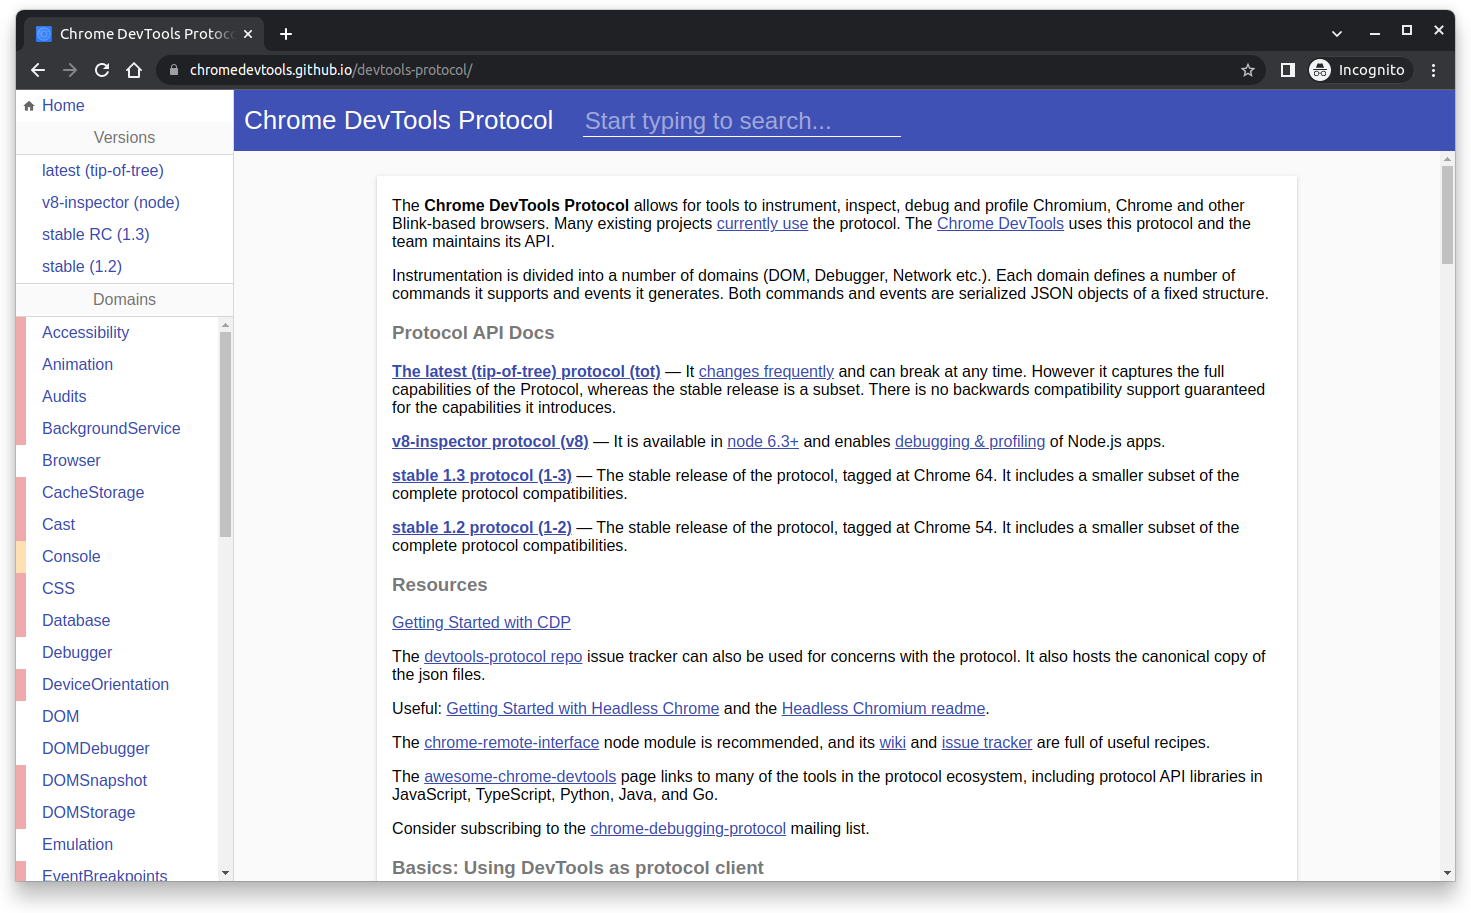 Chrome DevTools Protoc
Incognito
chromedevtools.github.io/devtools-protocol/
Home
Versions
latest (tip-of-tree)
v8-inspector (node)
stable RC (1.3)
stable (1.2)
Domains
Accessibility
Animation
Audits
BackgroundService
Browser
CacheStorage
Cast
Console
CSS
Database
Debugger
DeviceOrientation
DOM
DOMDebugger
DOMSnapshot
DOMStorage
Emulation
EventBreakpoints
Chrome DevTools Protocol
Start typing to search...
The Chrome DevTools Protocol allows for tools to instrument, inspect, debug and profile Chromium, Chrome and other
Blink-based browsers. Many existing projects currently use the protocol. The Chrome DevTools uses this protocol and the
team maintains its API.
Instrumentation is divided into a number of domains (DOM, Debugger, Network etc.). Each domain defines a number of
commands it supports and events it generates. Both commands and events are serialized JSON objects of a fixed structure.
Protocol API Docs
The latest (tip-of-tree) protocol (tot) — It changes frequently and can break at any time. However it captures the full
capabilities of the Protocol, whereas the stable release is a subset. There is no backwards compatibility support guaranteed
for the capabilities it introduces.
v8-inspector protocol (v8) — It is available in node 6.3+ and enables debugging & profiling of Node.js apps.
stable 1.3 protocol (1-3) — The stable release of the protocol, tagged at Chrome 64. It includes a smaller subset of the
complete protocol compatibilities.
stable 1.2 protocol (1-2) — The stable release of the protocol, tagged at Chrome 54. It includes a smaller subset of the
complete protocol compatibilities.
Resources
Getting Started with CDP
The devtools-protocol repo issue tracker can also be used for concerns with the protocol. It also hosts the canonical copy of
the json files.
Useful: Getting Started with Headless Chrome and the Headless Chromium readme.
The chrome-remote-interface node module is recommended, and its wiki and issue tracker are full of useful recipes.
The awesome-chrome-devtools page links to many of the tools in the protocol ecosystem, including protocol API libraries in
JavaScript, TypeScript, Python, Java, and Go.
Consider subscribing to the chrome-debugging-protocol mailing list.
Basics: Using DevTools as protocol client